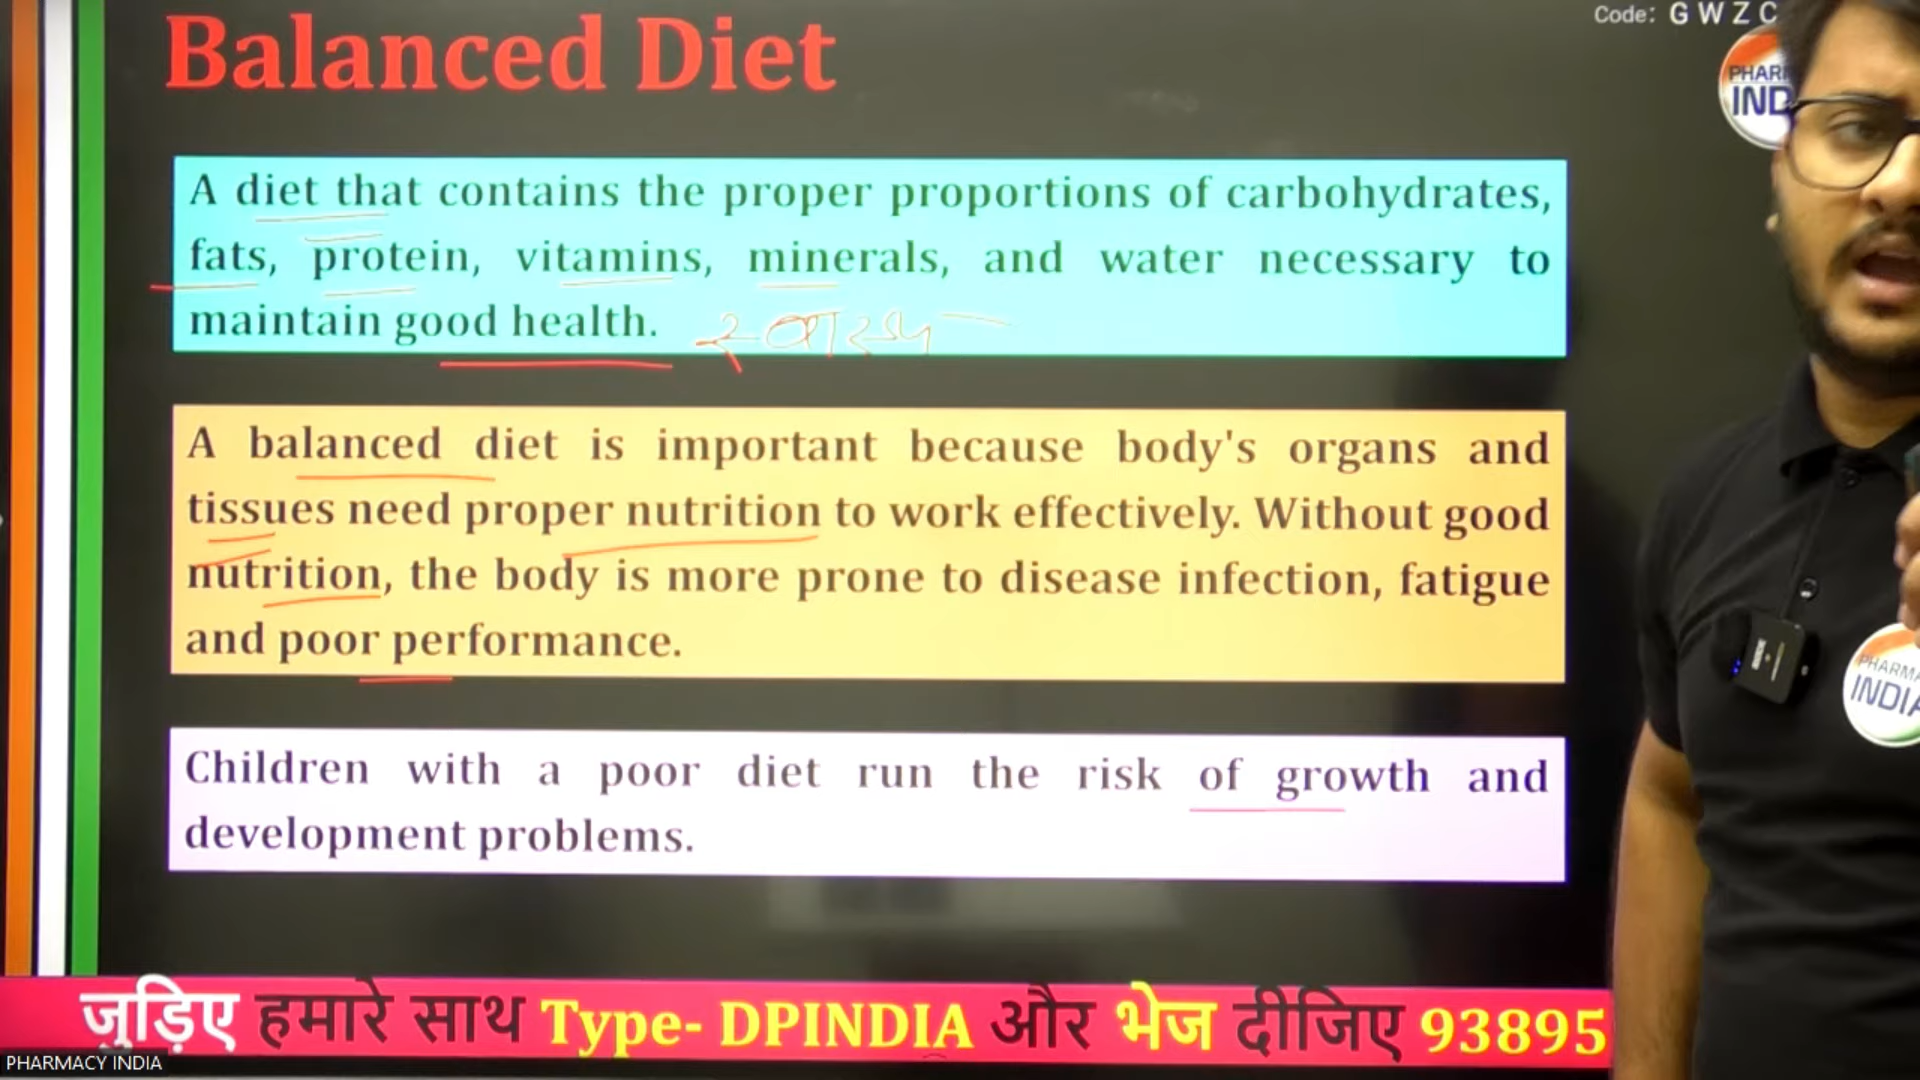 Code: G W Z C
Balanced Diet
PHAR
IND
A diet that contains the proper proportions of carbohydrates,
fats, protein, vitamins, minerals, and water necessary to
maintain good health.
A balanced diet is important because body's organs and
tissues need proper nutrition to work effectively. Without good
nutrition, the body is more prone to disease infection, fatigue
and poor performance.
PHARMA
INDIA
Children with a poor diet run the risk of growth and
development problems.
जुड़िए हमारे साथ Type- DPINDIA और भेज दीजिए 93895
PHARMACY INDIA